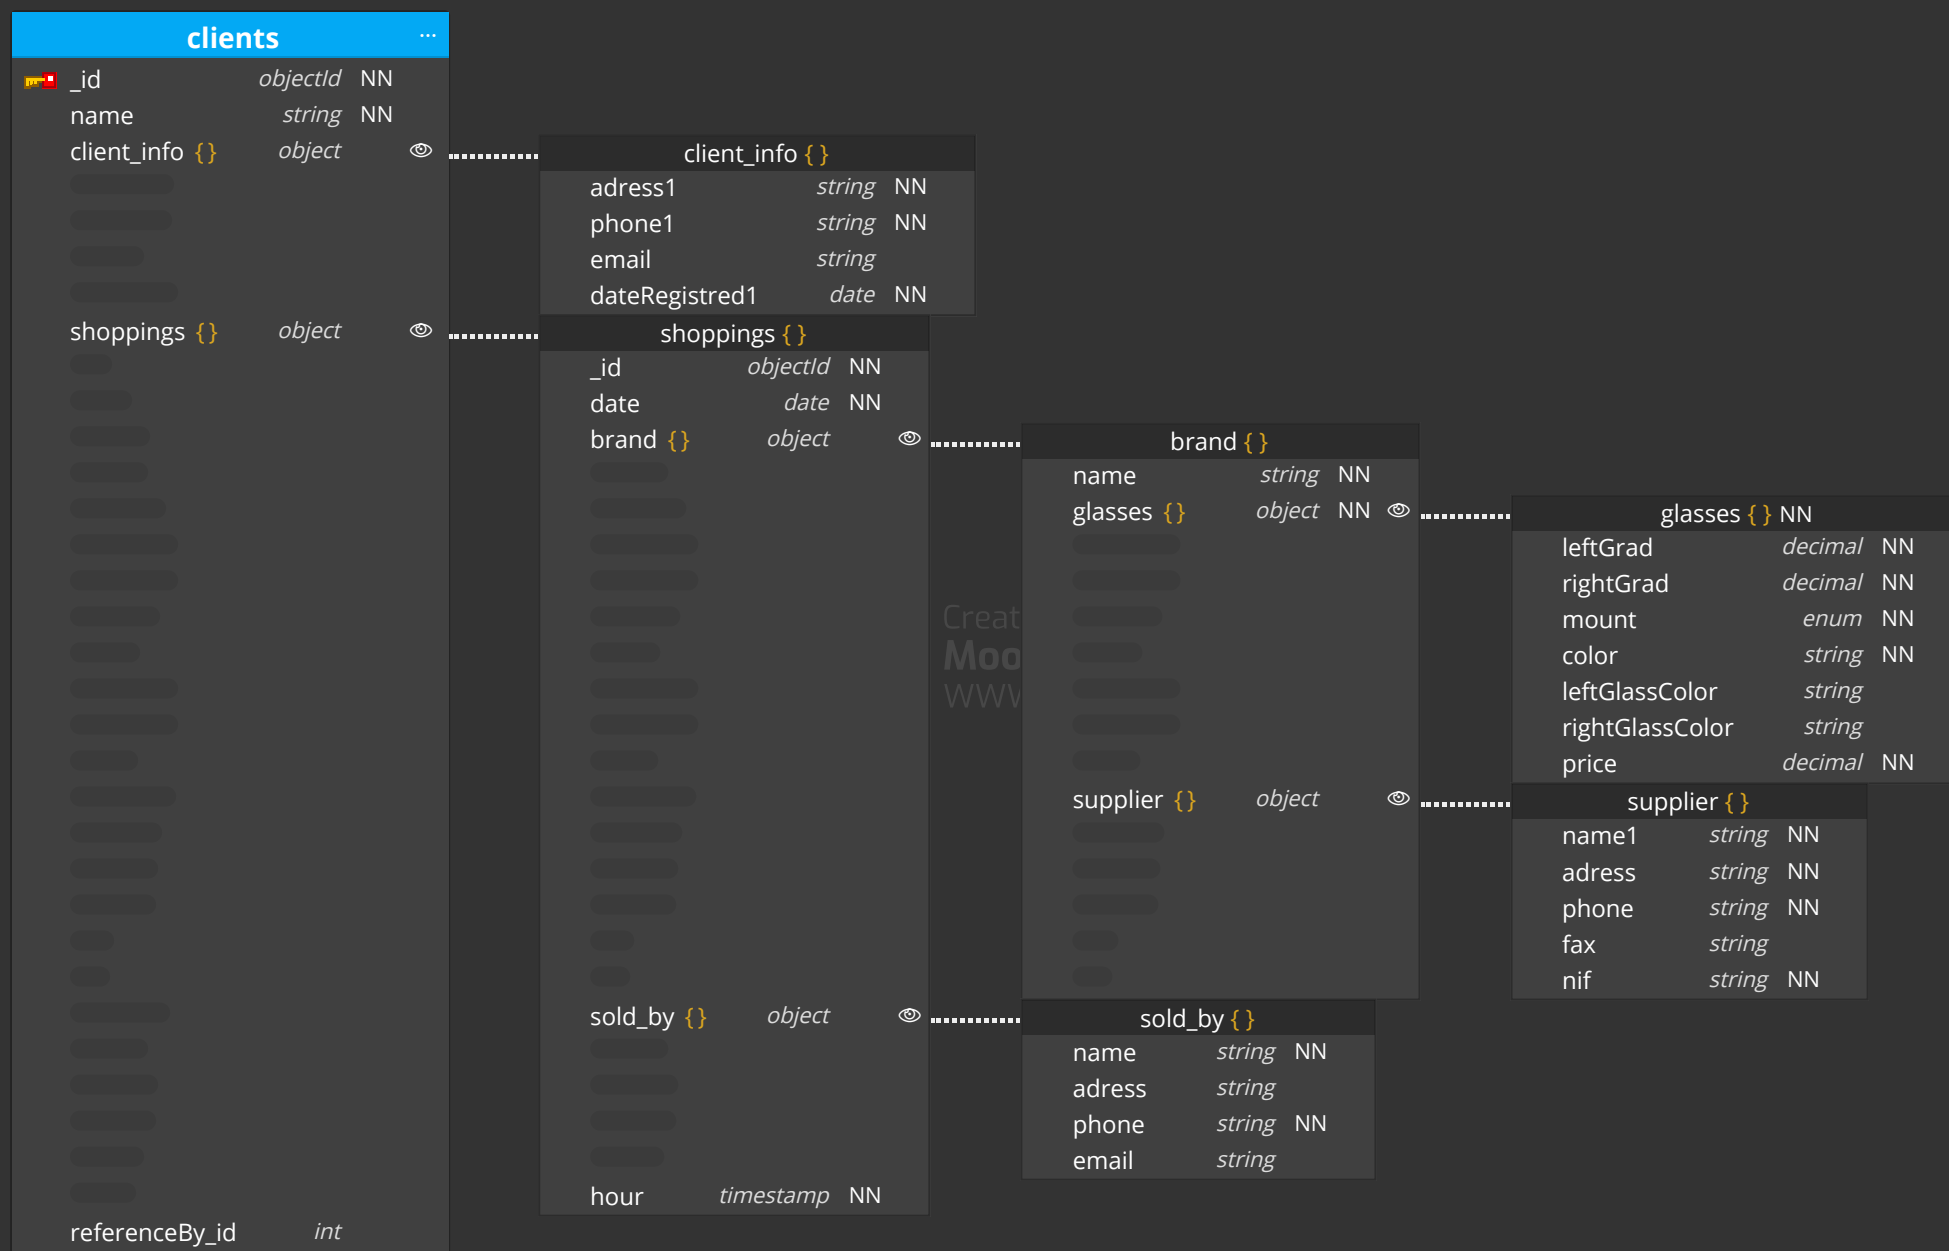 clients ...
_id objectId NN
name string NN
client_info {} object
shoppings {} object
referenceBy_id int
client_info { }
adress1 string NN
phone1 string NN
email string
dateRegistred1 date NN
shoppings { }
_id objectId NN
date date NN
brand {} object
sold_by {} object
hour timestamp NN
brand { }
name string NN
glasses {} object NN
supplier {} object
glasses { } NN
leftGrad decimal NN
rightGrad decimal NN
mount enum NN
color string NN
leftGlassColor string
rightGlassColor string
price decimal NN
supplier { }
name1 string NN
adress string NN
phone string NN
fax string
nif string NN
sold_by { }
name string NN
adress string
phone string NN
email string
Creat
Moo